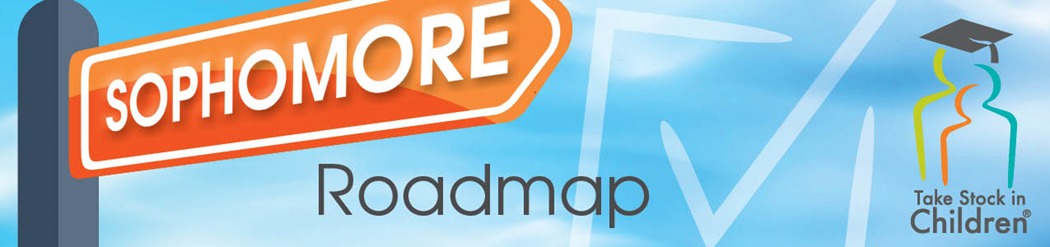 SOPHOMORE
Roadmap
Take Stock in
Children®